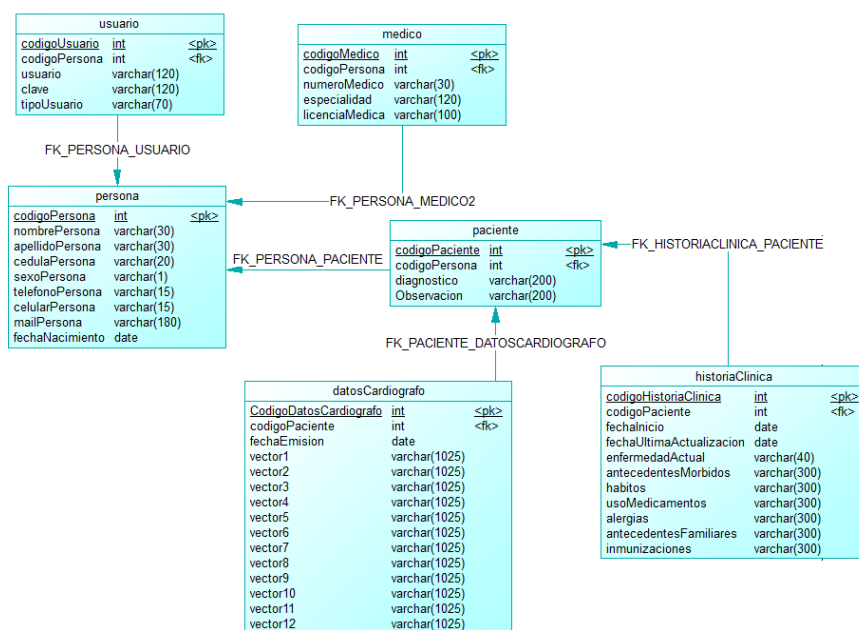 usuario
codigoUsuario int <pk>
codigoPersona int <fk>
usuario varchar(120)
clave varchar(120)
tipoUsuario varchar(70)
medico
codigoMedico int <pk>
codigoPersona int <fk>
numeroMedico varchar(30)
especialidad varchar(120)
licenciaMedica varchar(100)
FK_PERSONA_USUARIO
FK_PERSONA_MEDICO2
persona
codigoPersona int <pk>
nombrePersona varchar(30)
apellidoPersona varchar(30)
cedulaPersona varchar(20)
sexoPersona varchar(1)
telefonoPersona varchar(15)
celularPersona varchar(15)
mailPersona varchar(180)
fechaNacimiento date
FK_PERSONA_PACIENTE
paciente
codigoPaciente int <pk>
codigoPersona int <fk>
diagnostico varchar(200)
Observacion varchar(200)
FK_HISTORIACLINICA_PACIENTE
FK_PACIENTE_DATOSCARDIOGRAFO
datosCardiografo
CodigoDatosCardiografo int <pk>
codigoPaciente int <fk>
fechaEmision date
vector1 varchar(1025)
vector2 varchar(1025)
vector3 varchar(1025)
vector4 varchar(1025)
vector5 varchar(1025)
vector6 varchar(1025)
vector7 varchar(1025)
vector8 varchar(1025)
vector9 varchar(1025)
vector10 varchar(1025)
vector11 varchar(1025)
vector12 varchar(1025)
historiaClinica
codigoHistoriaClinica int <pk>
codigoPaciente int <fk>
fechaInicio date
fechaUltimaActualizacion date
enfermedadActual varchar(40)
antecedentesMorbidos varchar(300)
habitos varchar(300)
usoMedicamentos varchar(300)
alergias varchar(300)
antecedentesFamiliares varchar(300)
inmunizaciones varchar(300)